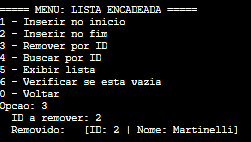 ===== MENU: LISTA ENCADEADA =====
1 - Inserir no inicio
2 - Inserir no fim
3 - Remover por ID
4 - Buscar por ID
5 - Exibir lista
6 - Verificar se esta vazia
0 - Voltar
Opcao: 3
ID a remover: 2
Removido: [ID: 2 | Nome: Martinelli]